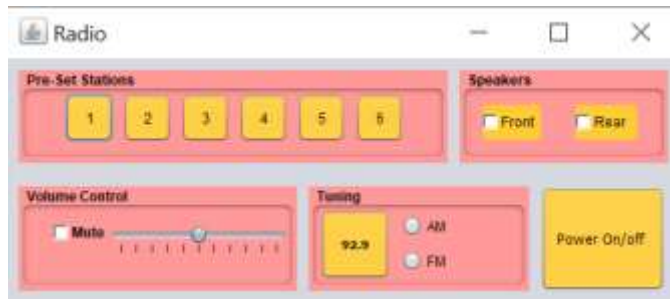 Radio
Pre-Set Stations
1 2 3 4 5 6
Speakers
Front Rear
Volume Control
Mute
Tuning
92.9
AM
FM
Power On/off